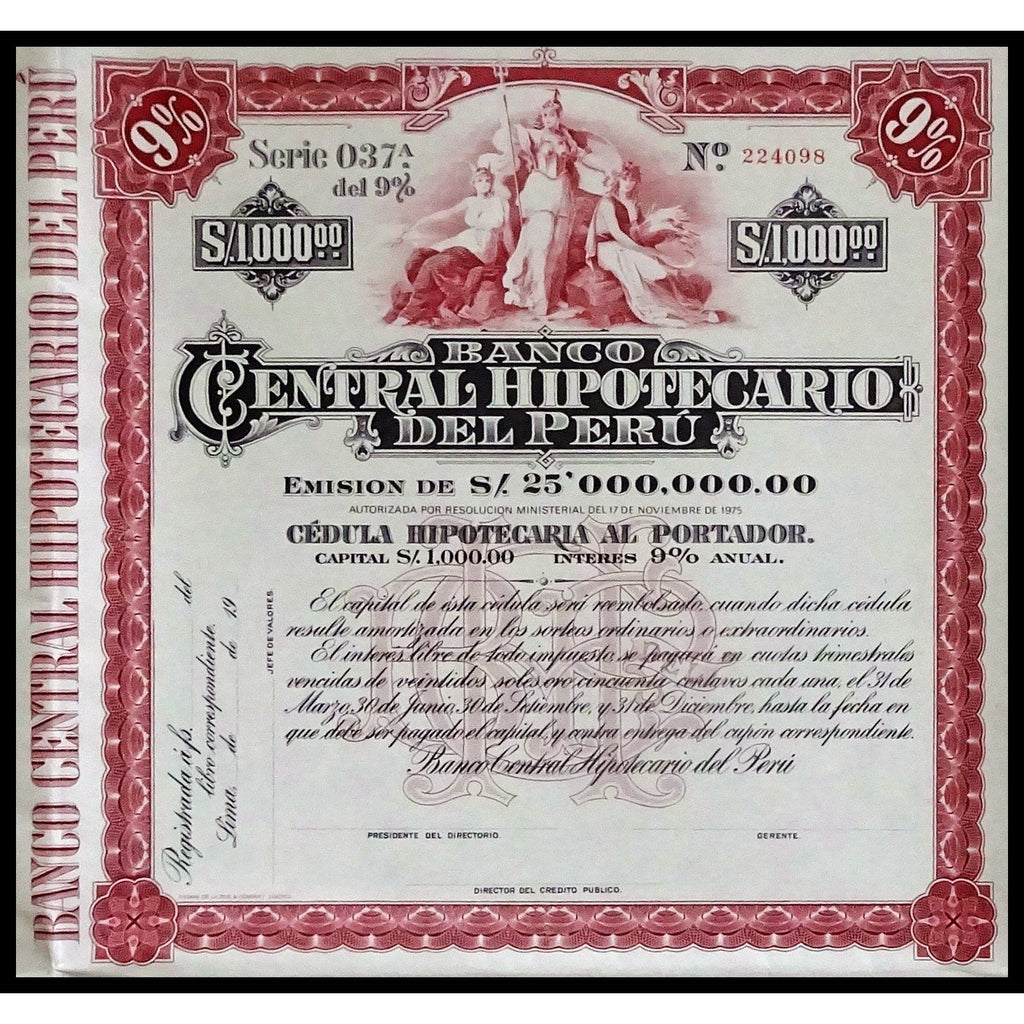 BANCO CENTRAL HIPOTECARIO DEL PERÚ
9%
9%
Serie 037ª
del 9%
Nº 224098
S/.1,000.00
S/.1,000.00
BANCO
CENTRAL HIPOTECARIO
DEL PERÚ
EMISION DE S/. 25'000,000.00
AUTORIZADA POR RESOLUCION MINISTERIAL DEL 17 DE NOVIEMBRE DE 1975
CÉDULA HIPOTECARIA AL PORTADOR.
CAPITAL S/. 1,000.00 INTERES 9% ANUAL.
El capital de ésta cédula será reembolsado, cuando dicha cédula
resulte amortizada en los sorteos ordinarios o extraordinarios.
El interés libre de todo impuesto, se pagará en cuotas trimestrales
vencidas de veintidos soles oro cincuenta centavos cada una, el 31 de
Marzo, 30 de Junio, 30 de Setiembre, y 31 de Diciembre, hasta la fecha en
que debe ser pagado el capital, y contra entrega del cupón correspondiente.
Banco Central Hipotecario del Perú
Registrada á fs. del
libro correspondiente.
Lima, de de 19
JEFE DE VALORES.
PRESIDENTE DEL DIRECTORIO.
GERENTE.
DIRECTOR DEL CREDITO PUBLICO.